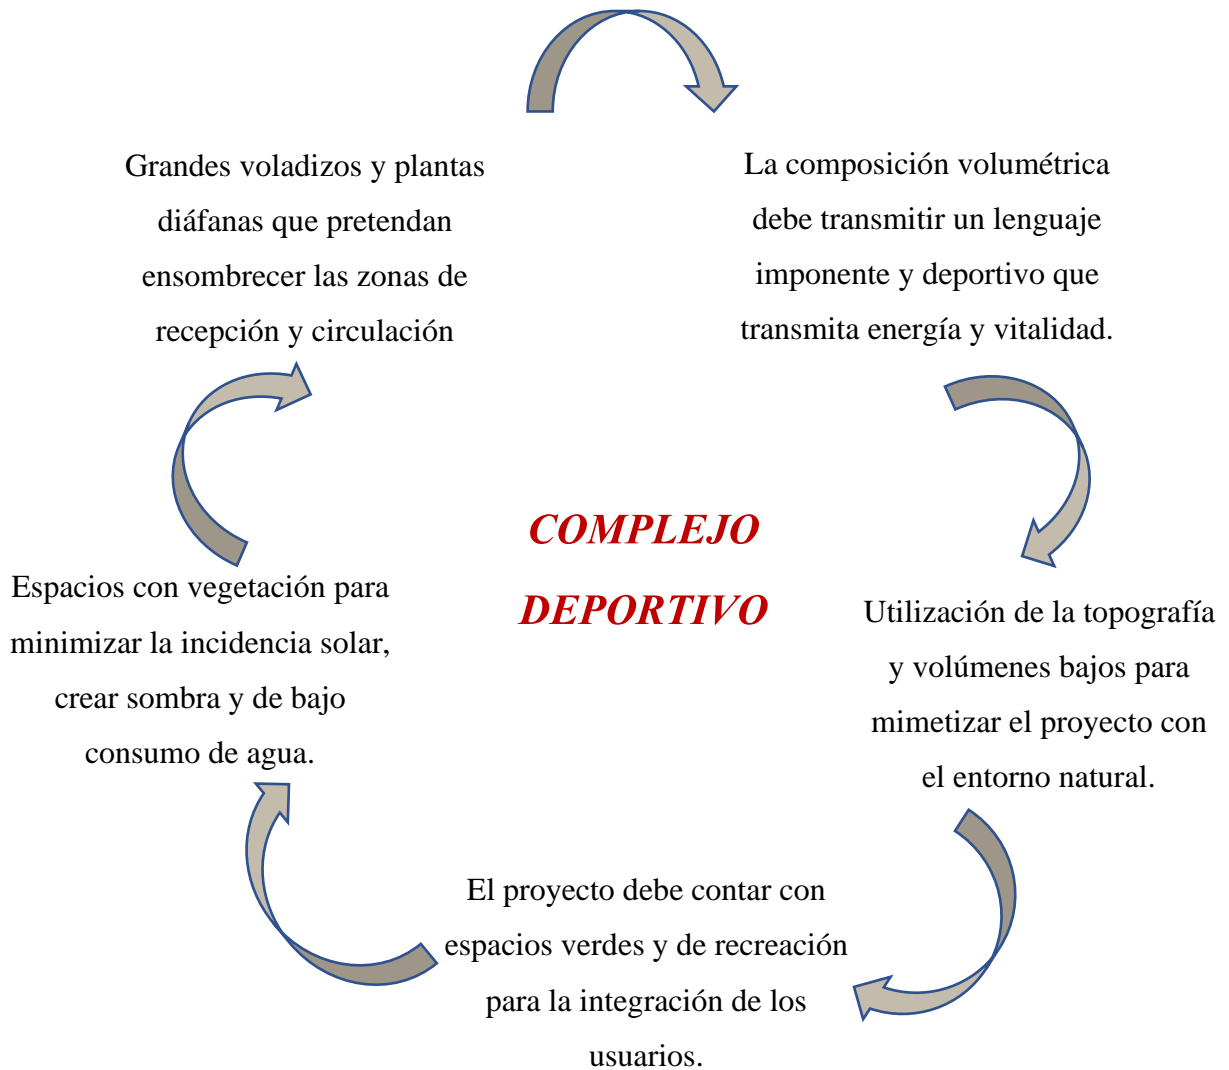 Grandes voladizos y plantas
diáfanas que pretendan
ensombrecer las zonas de
recepción y circulación
La composición volumétrica
debe transmitir un lenguaje
imponente y deportivo que
transmita energía y vitalidad.
COMPLEJO
DEPORTIVO
Utilización de la topografía
y volúmenes bajos para
mimetizar el proyecto con
el entorno natural.
El proyecto debe contar con
espacios verdes y de recreación
para la integración de los
usuarios.
Espacios con vegetación para
minimizar la incidencia solar,
crear sombra y de bajo
consumo de agua.